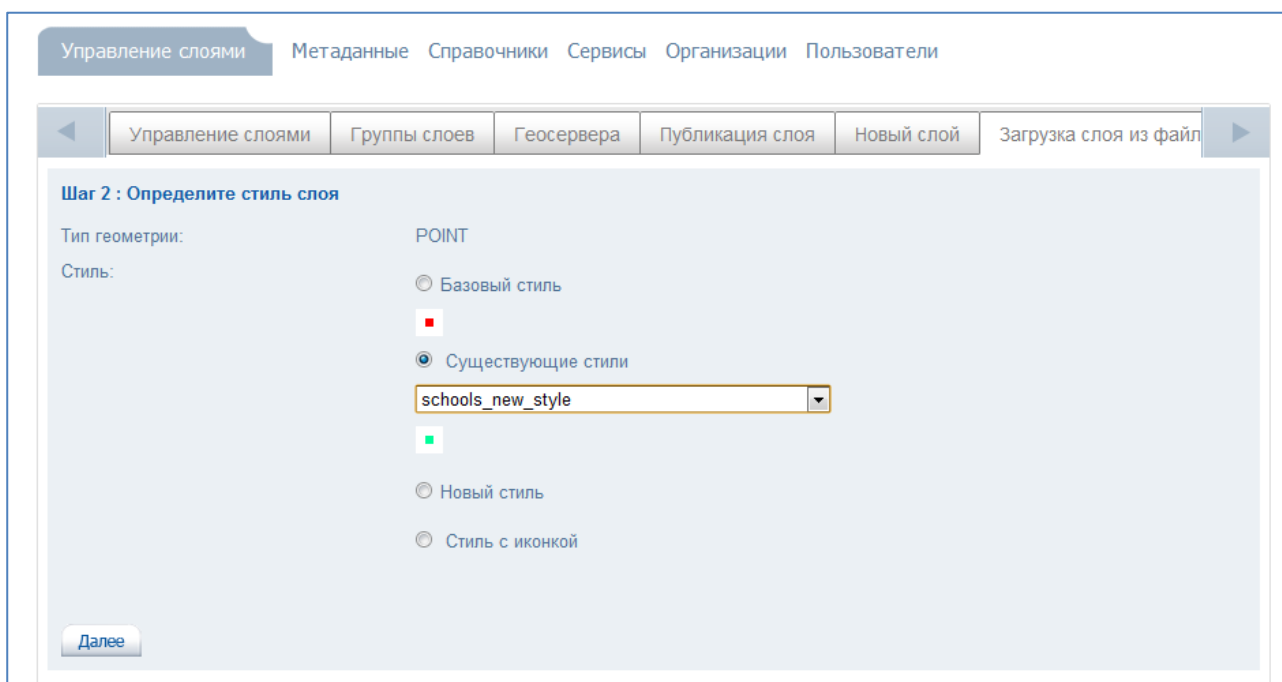 Управление слоями Метаданные Справочники Сервисы Организации Пользователи
Управление слоями Группы слоев Геосервера Публикация слоя Новый слой Загрузка слоя из файл
Шаг 2 : Определите стиль слоя
Тип геометрии: POINT
Стиль:
Базовый стиль
Существующие стили
schools_new_style
Новый стиль
Стиль с иконкой
Далее